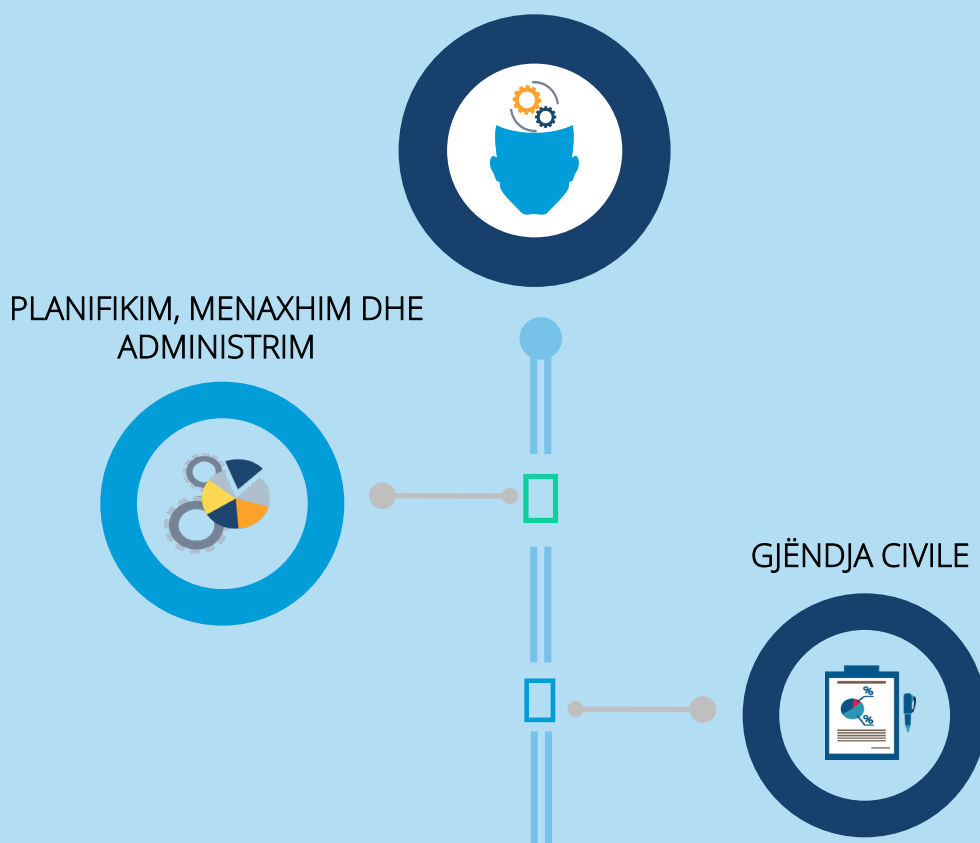 PLANIFIKIM, MENAXHIM DHE
ADMINISTRIM
GJËNDJA CIVILE
%
%